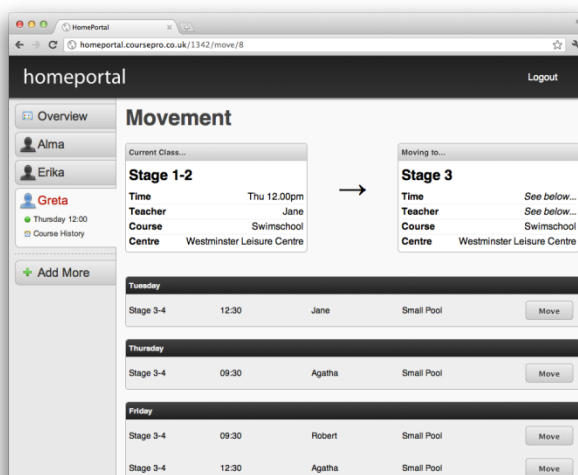 HomePortal
homeportal.coursepro.co.uk/1342/move/8
homeportal
Logout
Overview
Alma
Erika
Greta
Thursday 12:00
Course History
Add More
Movement
Current Class...
Stage 1-2
Time Thu 12.00pm
Teacher Jane
Course Swimschool
Centre Westminster Leisure Centre
→
Moving to...
Stage 3
Time See below...
Teacher See below...
Course Swimschool
Centre Westminster Leisure Centre
Tuesday
Stage 3-4 12:30 Jane Small Pool Move
Thursday
Stage 3-4 09:30 Agatha Small Pool Move
Friday
Stage 3-4 09:30 Robert Small Pool Move
Stage 3-4 12:30 Agatha Small Pool Move